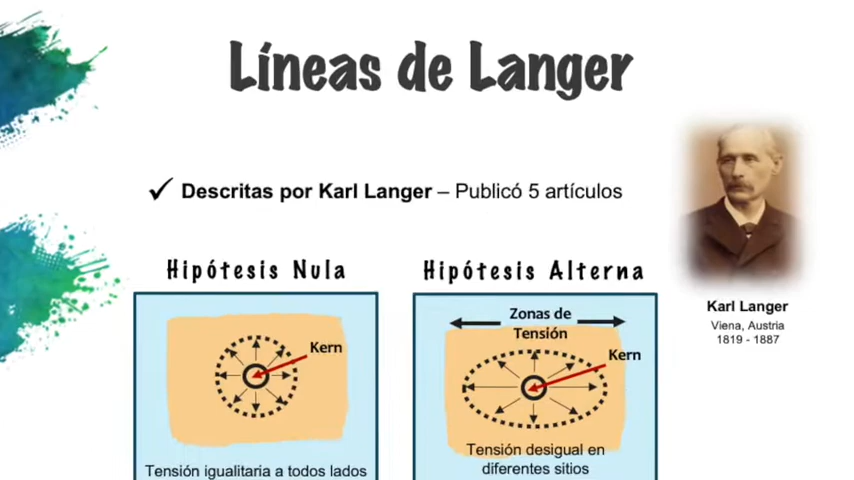 Líneas de Langer
Descritas por Karl Langer – Publicó 5 artículos
Hipótesis Nula
Kern
Tensión igualitaria a todos lados
Hipótesis Alterna
Zonas de
Tensión
Kern
Tensión desigual en
diferentes sitios
Karl Langer
Viena, Austria
1819 - 1887